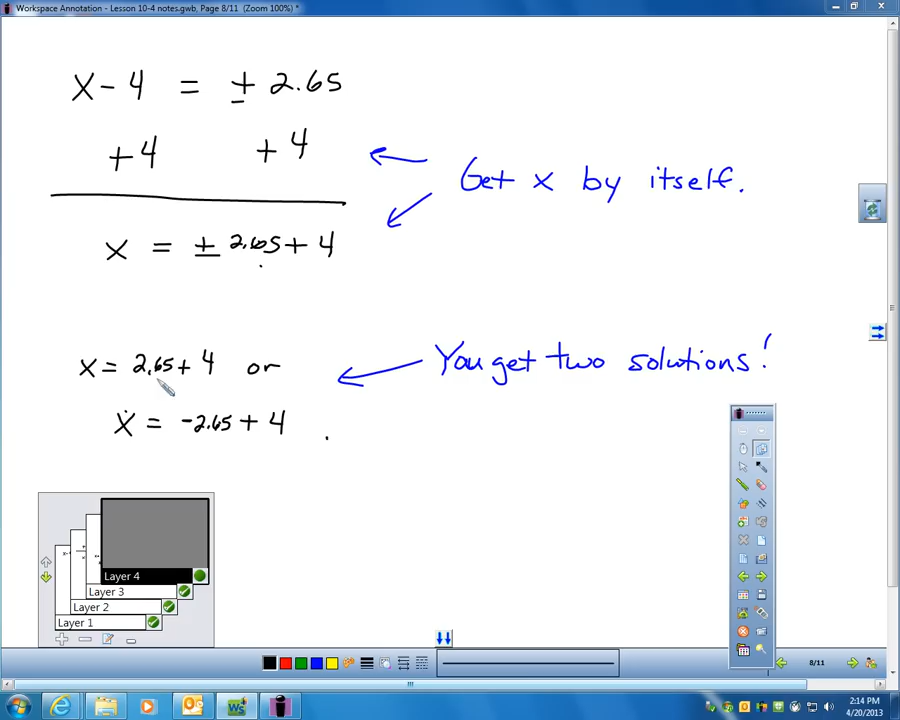 Workspace Annotation - Lesson 10-4 notes.gwb, Page 8/11 (Zoom 100%) *
x - 4 = ± 2.65
+4 +4
Get x by itself.
x = ± 2.65 + 4
x = 2.65 + 4 or
You get two solutions!
x = -2.65 + 4
Layer 4
Layer 3
Layer 2
Layer 1
8/11
2:14 PM
4/20/2013